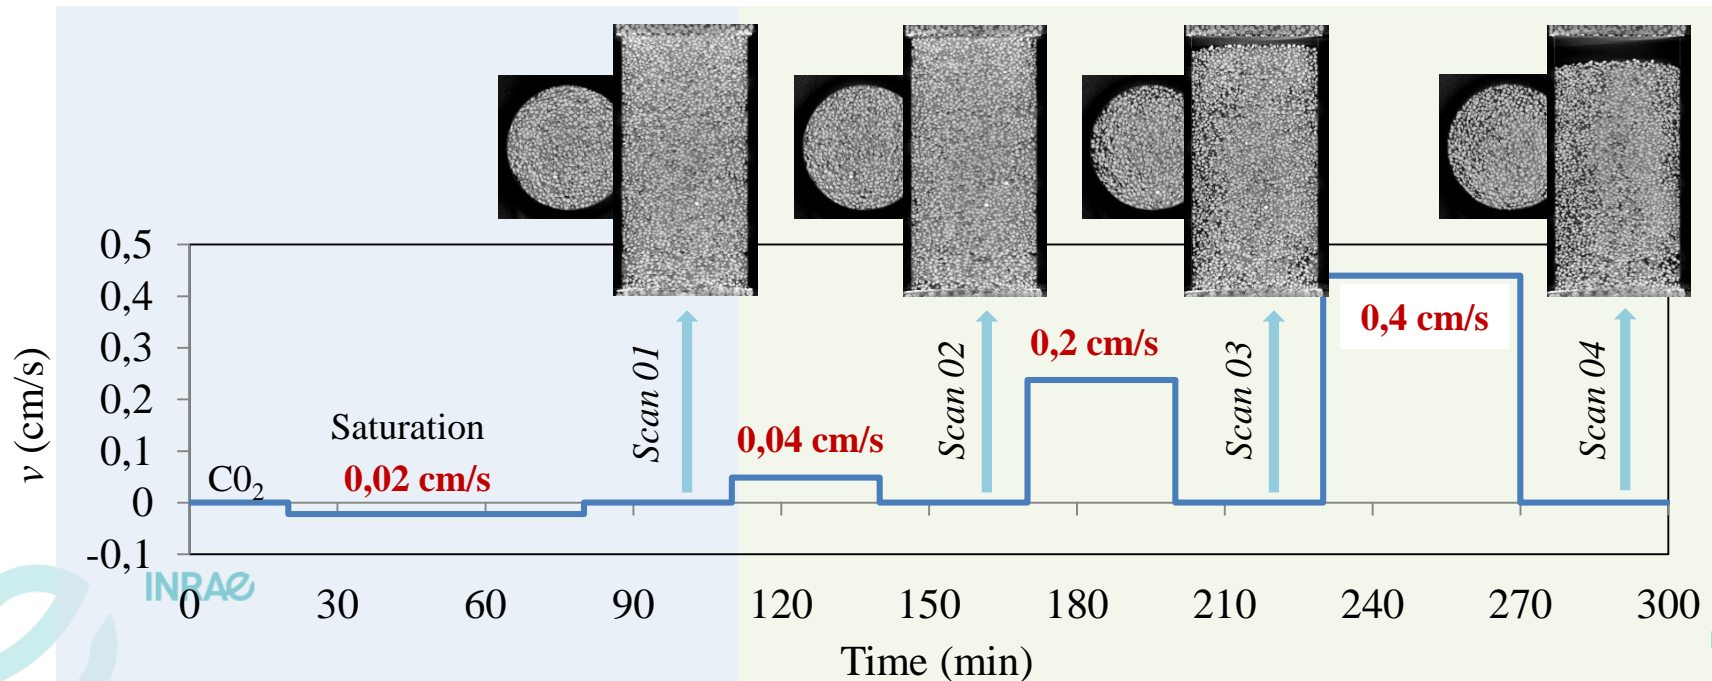 0,5
0,4
0,3
0,2
0,1
0
-0,1
v (cm/s)
C0₂
Saturation
0,02 cm/s
Scan 01
0,04 cm/s
Scan 02
0,2 cm/s
Scan 03
0,4 cm/s
Scan 04
INRAE
0 30 60 90 120 150 180 210 240 270 300
Time (min)